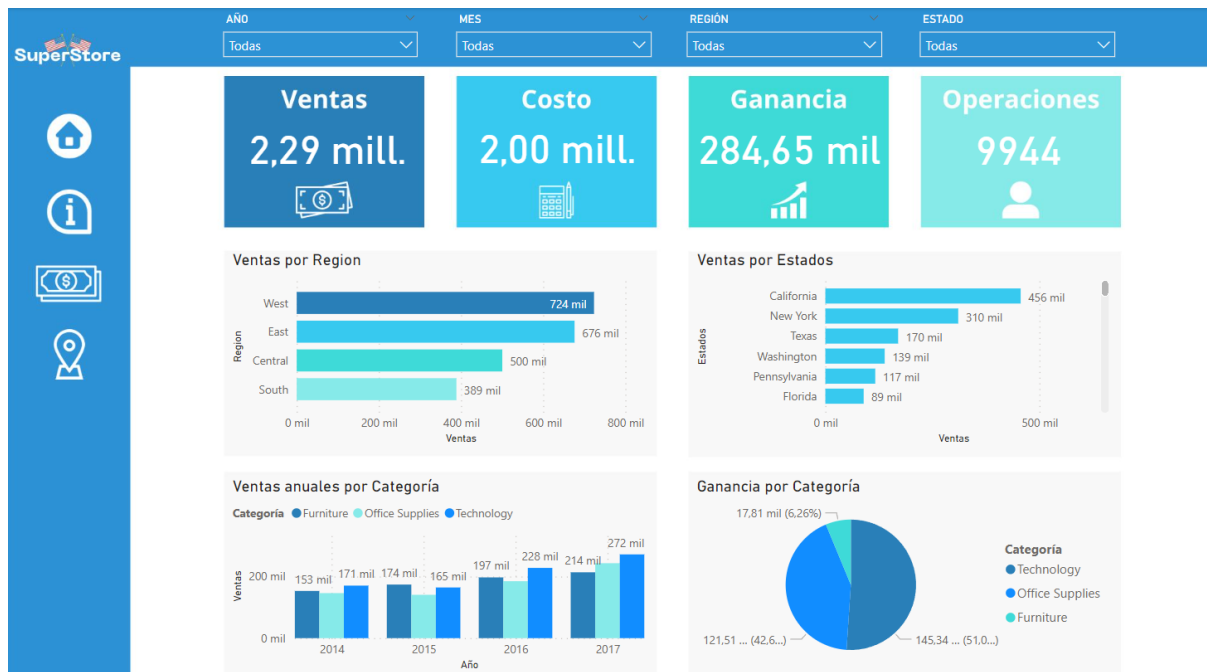 SuperStore
AÑO MES REGIÓN ESTADO
Todas Todas Todas Todas
Ventas Costo Ganancia Operaciones
2,29 mill. 2,00 mill. 284,65 mil 9944
Ventas por Region
West 724 mil
East 676 mil
Central 500 mil
South 389 mil
Region
0 mil 200 mil 400 mil 600 mil 800 mil
Ventas
Ventas por Estados
California 456 mil
New York 310 mil
Texas 170 mil
Washington 139 mil
Pennsylvania 117 mil
Florida 89 mil
Estados
0 mil 500 mil
Ventas
Ventas anuales por Categoría
Categoría Furniture Office Supplies Technology
272 mil
228 mil
214 mil
197 mil
153 mil 171 mil 174 mil 165 mil
200 mil
0 mil
Ventas
2014 2015 2016 2017
Año
Ganancia por Categoría
17,81 mil (6,26%)
121,51 ... (42,6...)
145,34 ... (51,0...)
Categoría
Technology
Office Supplies
Furniture